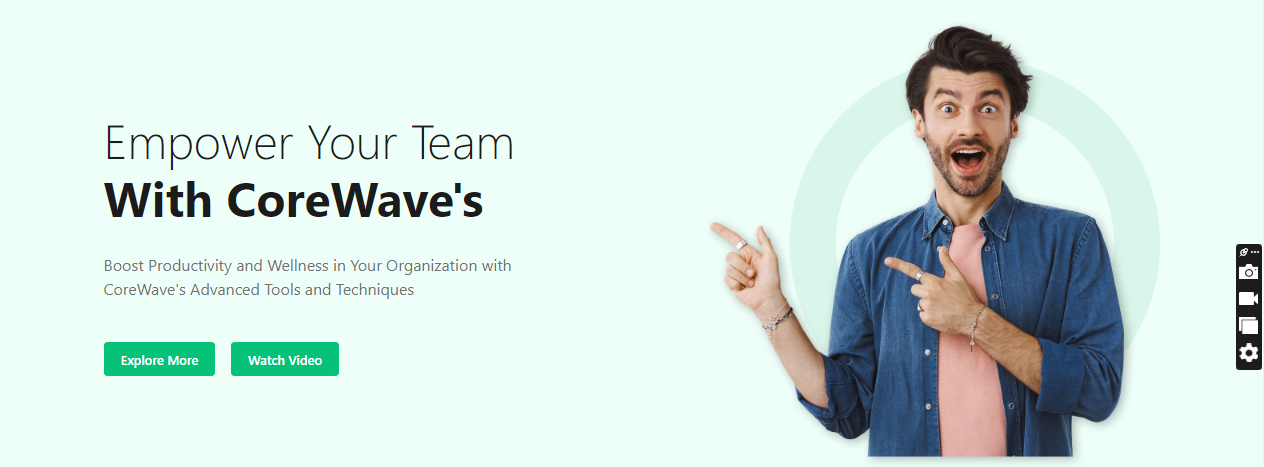 Empower Your Team
With CoreWave's
Boost Productivity and Wellness in Your Organization with
CoreWave's Advanced Tools and Techniques
Explore More
Watch Video